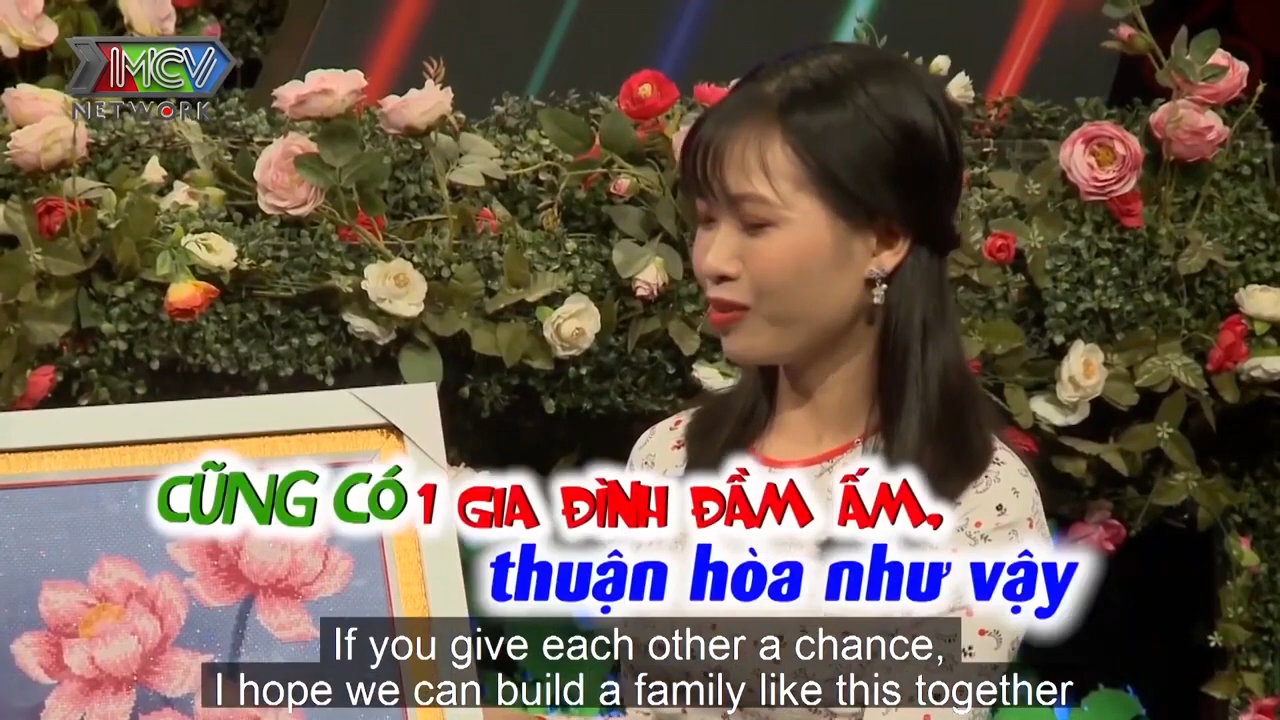 MCV
NETWORK
CŨNG CÓ 1 GIA ĐÌNH ĐẦM ẤM,
thuận hòa như vậy
If you give each other a chance,
I hope we can build a family like this together